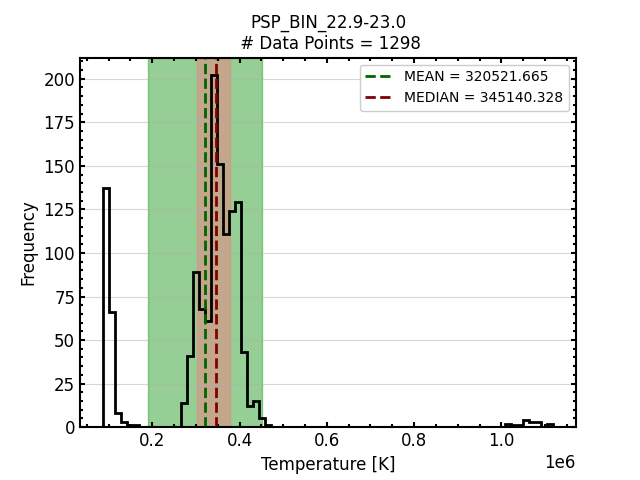 PSP_BIN_22.9-23.0
# Data Points = 1298
MEAN = 320521.665
MEDIAN = 345140.328
200
175
150
125
100
75
50
25
0
Frequency
0.2 0.4 0.6 0.8 1.0
1e6
Temperature [K]